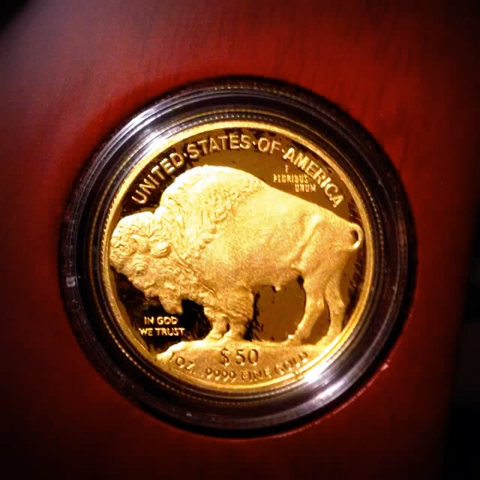 UNITED·STATES·OF·AMERICA
E
PLURIBUS
UNUM
IN GOD
WE TRUST
$50
1 OZ. .9999 FINE GOLD